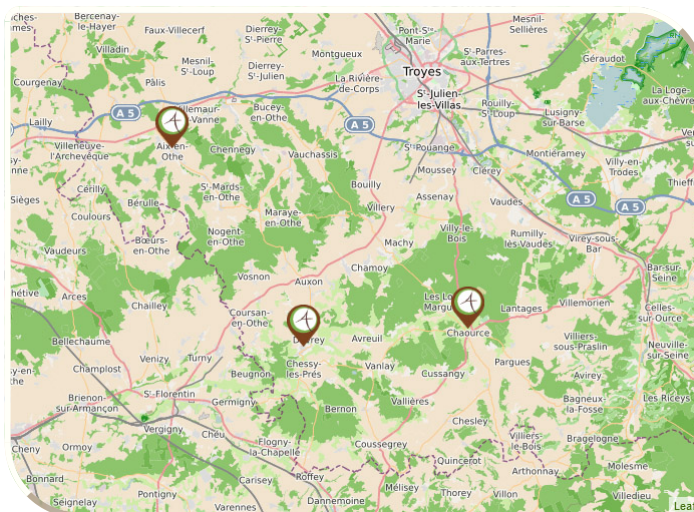 Bercenay-
le-Hayer
Faux-Villecerf
Dierrey-
S¹-Pierre
Pont-Sᵗᵉ
Marie
Mesnil-
Sellières
Villadin
Montgueux
Troyes
Sᵗ-Parres-
aux-Tertres
Géraudot
Mesnil-
Sᵗ-Loup
Dierrey-
Sᵗ-Julien
La Rivière-
de-Corps
Courgenay
Pâlis
Sᵗ-Julien-
les-Villas
La Loge-
aux-Chèvres
Bucey-
en-Othe
Rouilly-
Sᵗ-Loup
Lusigny-
sur-Barse
Lailly
A 5
A 5
Villeneuve-
l'Archevêque
Aix-en-
Othe
Chennegy
Vauchassis
Moussey
Clérey
Montiéramey
Villy-en-
Trodes
Cérilly
Sᵗ-Mards-
en-Othe
Bouilly
Assenay
Vaudes
A 5
A 5
Sièges
Bérulle
Coulours
Maraye-
en-Othe
Villery
Villy-le-
Bois
Rumilly-
lès-Vaudes
Virey-sous-
Bar
Bœurs-
en-Othe
Nogent-
en-Othe
Machy
Vaudeurs
Vosnon
Auxon
Chamoy
Bar-sur-
Seine
Arces
Chailley
Coursan-
en-Othe
Lantages
Villemorien
Celles-
sur-Ource
Bellechaume
Avreuil
Chaource
Villiers-
sous-Praslin
Neuville-
sur-Seine
Venizy
Turny
Chessy-
lès-Prés
Vanlay
Pargues
Champlost
Beugnon
Cussangy
Avirey
Brienon-
sur-Armançon
Sᵗ Florentin
Germigny
Bernon
Vallières
Bagneux-
la-Fosse
Les Riceys
Vergigny
Chéu
Chesley
Cheny
Ormoy
Flogny-
la-Chapelle
Coussegrey
Villiers-
le-Bois
Bragelogne
Quincerot
Arthonnay
Molesme
Bonnard
Carisey
Roffey
Mélisey
Thorey
Villon
Villedieu
Seignelay
Pontigny
Varennes
Dannemoine